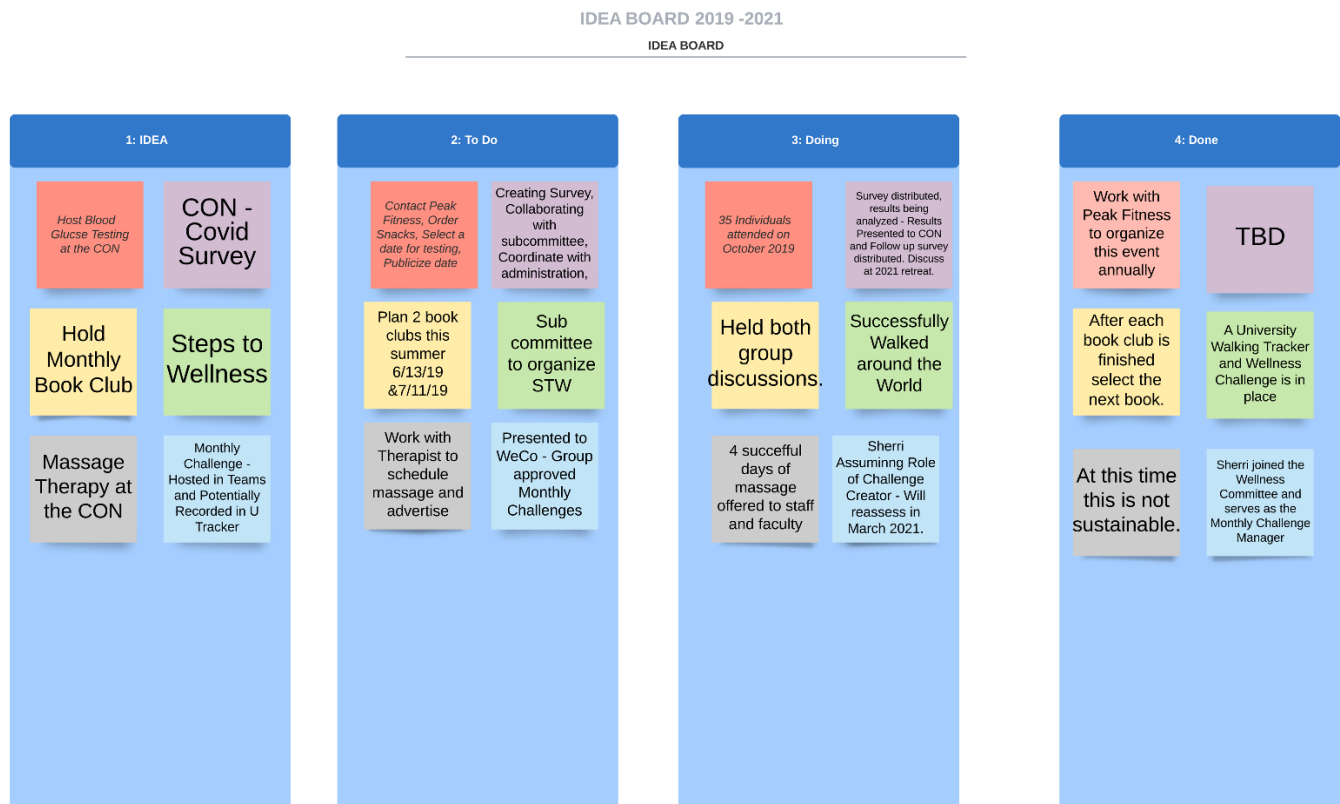 IDEA BOARD 2019 -2021
IDEA BOARD
1: IDEA
Host Blood
Glucse Testing
at the CON
CON -
Covid
Survey
Hold
Monthly
Book Club
Steps to
Wellness
Massage
Therapy at
the CON
Monthly
Challenge -
Hosted in Teams
and Potentially
Recorded in U
Tracker
2: To Do
Contact Peak
Fitness, Order
Snacks, Select a
date for testing,
Publicize date
Creating Survey,
Collaborating
with
subcommittee,
Coordinate with
administration,
Plan 2 book
clubs this
summer
6/13/19
&7/11/19
Sub
committee
to organize
STW
Work with
Therapist to
schedule
massage and
advertise
Presented to
WeCo - Group
approved
Monthly
Challenges
3: Doing
35 Individuals
attended on
October 2019
Survey distributed,
results being
analyzed - Results
Presented to CON
and Follow up survey
distributed. Discuss
at 2021 retreat.
Held both
group
discussions.
Successfully
Walked
around the
World
4 succefful
days of
massage
offered to staff
and faculty
Sherri
Assuminng Role
of Challenge
Creator - Will
reassess in
March 2021.
4: Done
Work with
Peak Fitness
to organize
this event
annually
TBD
After each
book club is
finished
select the
next book.
A University
Walking Tracker
and Wellness
Challenge is in
place
At this time
this is not
sustainable.
Sherri joined the
Wellness
Committee and
serves as the
Monthly Challenge
Manager